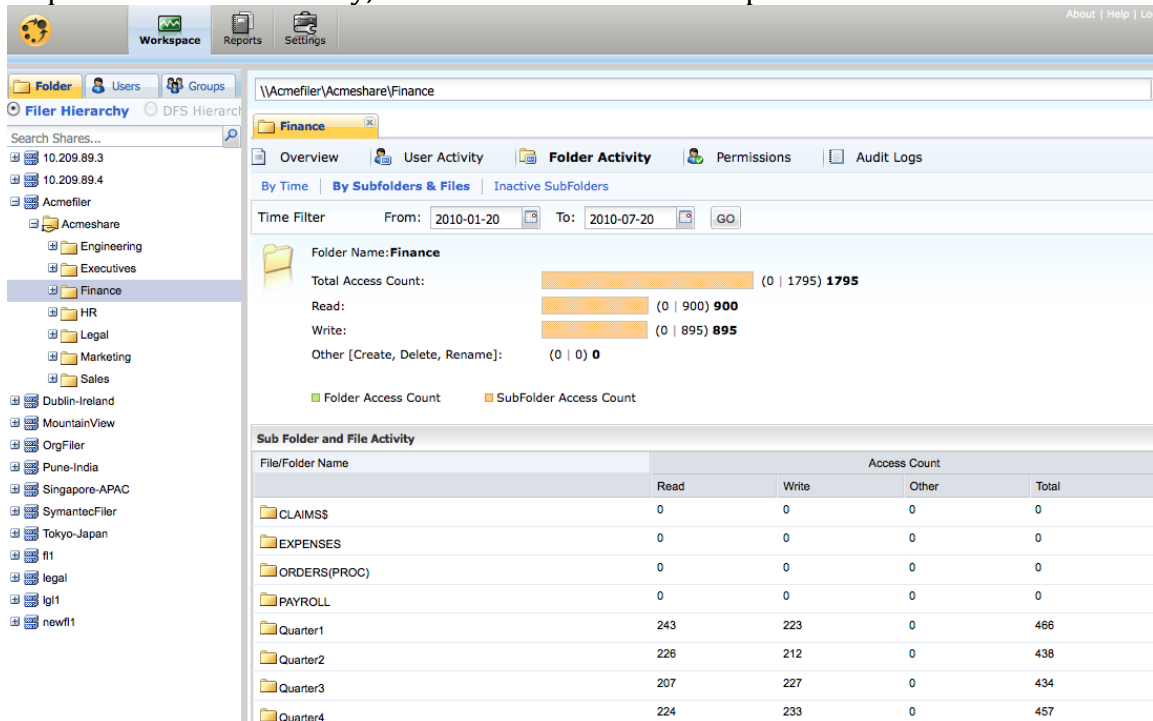 About | Help | Lo
Workspace Reports Settings
Folder Users Groups
Filer Hierarchy DFS Hierarch
Search Shares...
10.209.89.3
10.209.89.4
Acmefiler
Acmeshare
Engineering
Executives
Finance
HR
Legal
Marketing
Sales
Dublin-Ireland
MountainView
OrgFiler
Pune-India
Singapore-APAC
SymantecFiler
Tokyo-Japan
fl1
legal
lgl1
newfl1
\\Acmefiler\Acmeshare\Finance
Finance
Overview User Activity Folder Activity Permissions Audit Logs
By Time | By Subfolders & Files | Inactive SubFolders
Time Filter From: 2010-01-20 To: 2010-07-20 GO
Folder Name:Finance
Total Access Count: (0 | 1795) 1795
Read: (0 | 900) 900
Write: (0 | 895) 895
Other [Create, Delete, Rename]: (0 | 0) 0
Folder Access Count SubFolder Access Count
Sub Folder and File Activity
File/Folder Name Access Count
Read Write Other Total
CLAIMS$ 0 0 0 0
EXPENSES 0 0 0 0
ORDERS(PROC) 0 0 0 0
PAYROLL 0 0 0 0
Quarter1 243 223 0 466
Quarter2 226 212 0 438
Quarter3 207 227 0 434
Quarter4 224 233 0 457